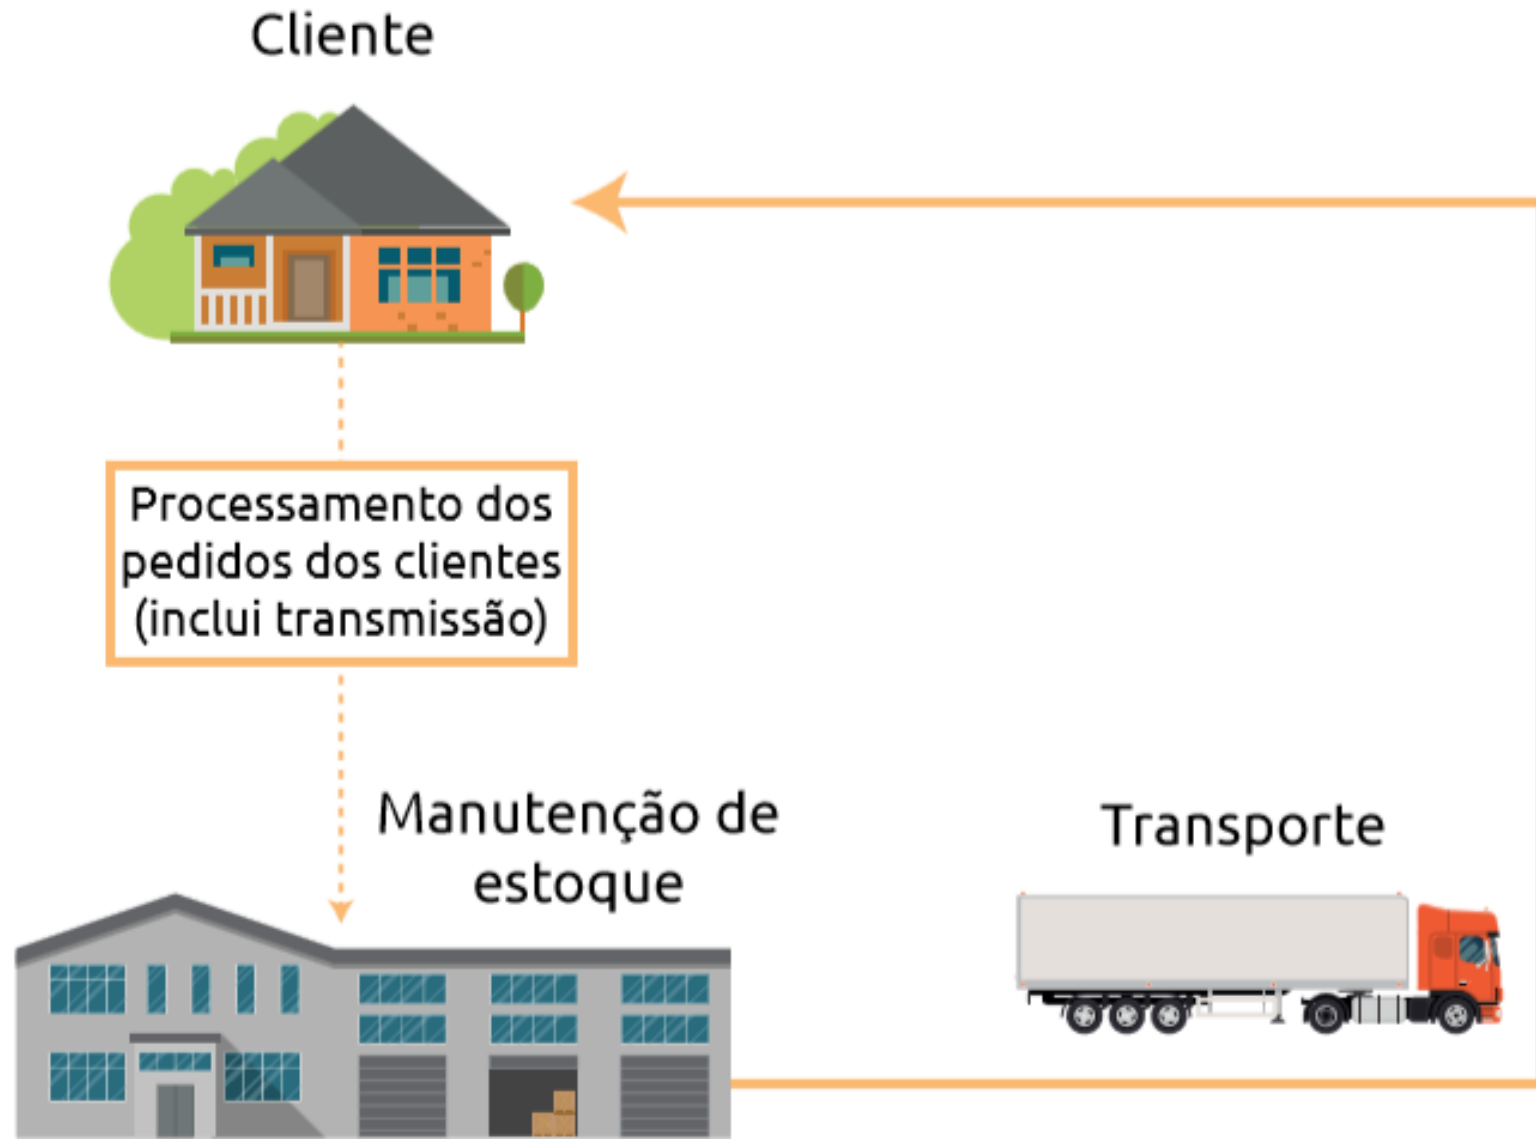 Cliente
Processamento dos
pedidos dos clientes
(inclui transmissão)
Manutenção de
estoque
Transporte